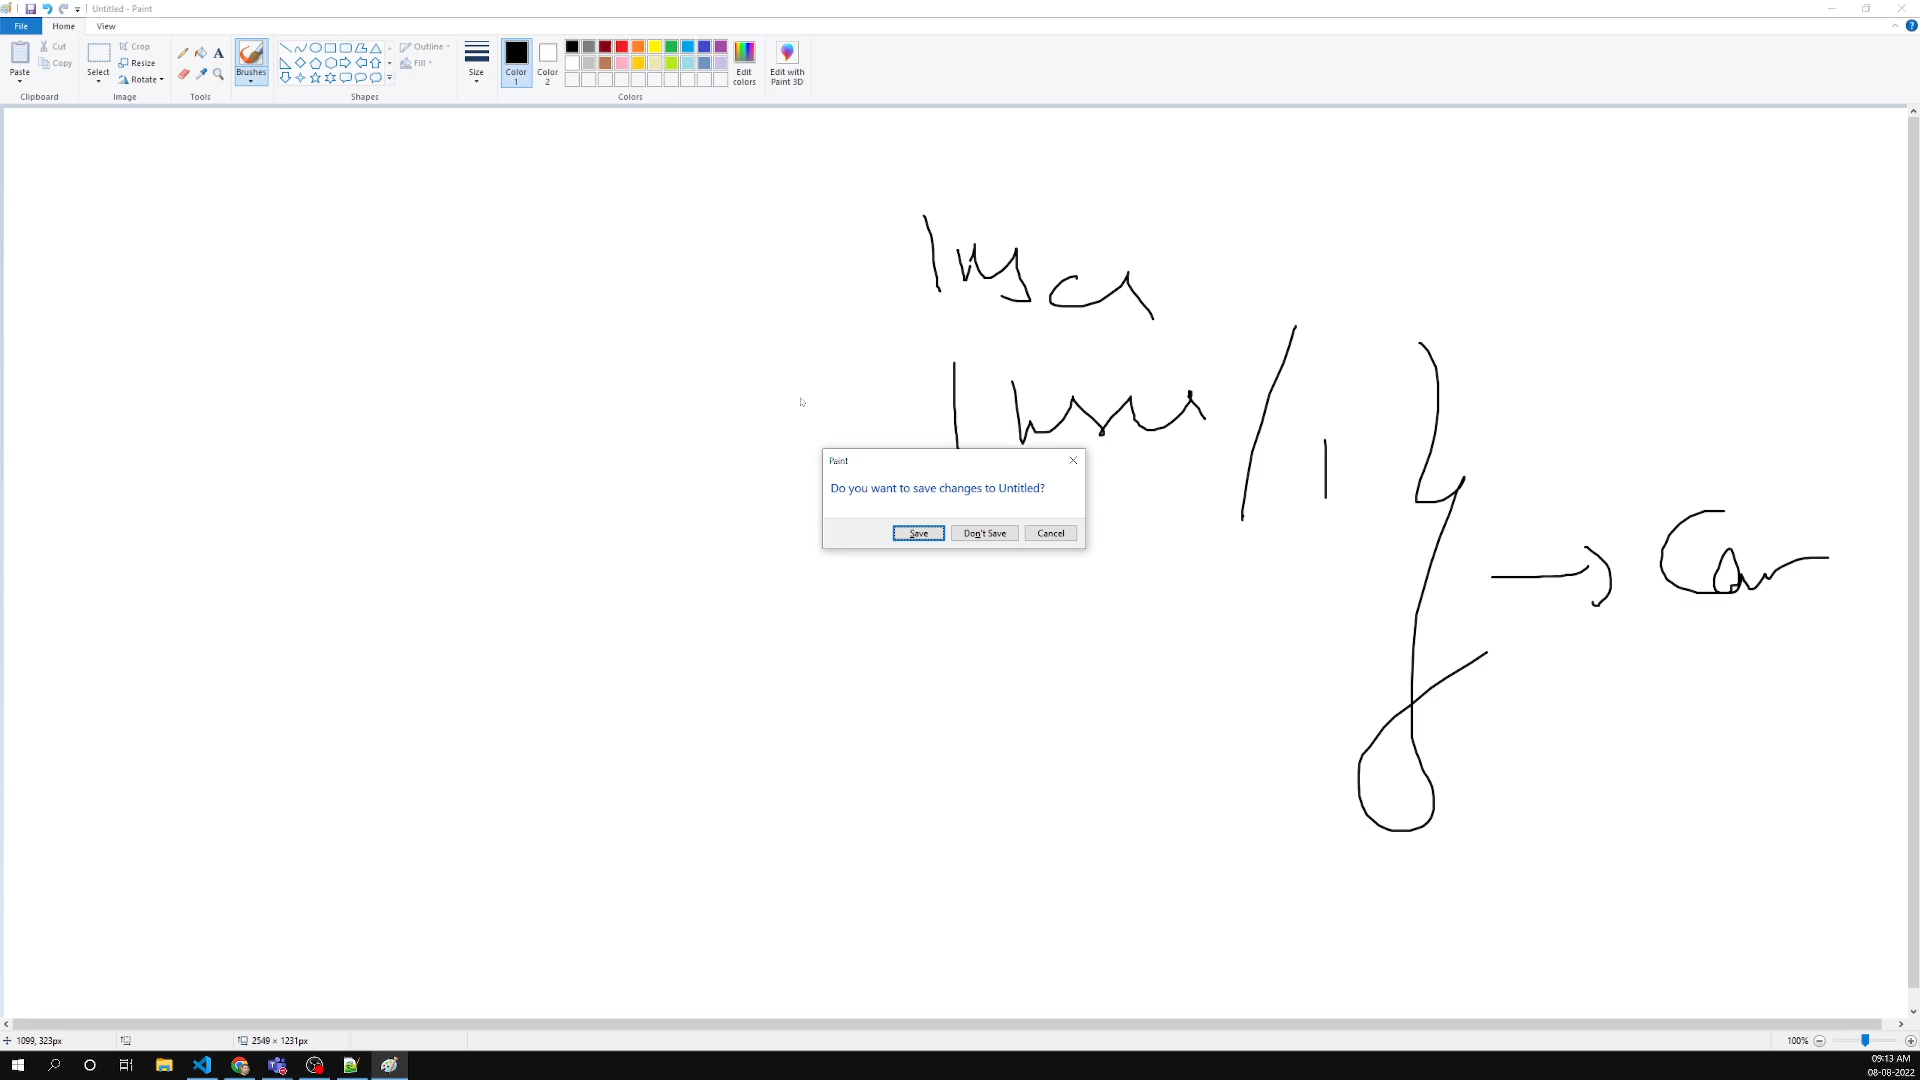 Untitled - Paint
File Home View
Paste
Cut
Copy
Clipboard
Select
Crop
Resize
Rotate
Image
Tools
Brushes
Shapes
Outline
Fill
Size
Color 1
Color 2
Colors
Edit colors
Edit with Paint 3D
Paint
Do you want to save changes to Untitled?
Save Don't Save Cancel
1099, 323px
2549 × 1231px
100%
09:13 AM
08-08-2022